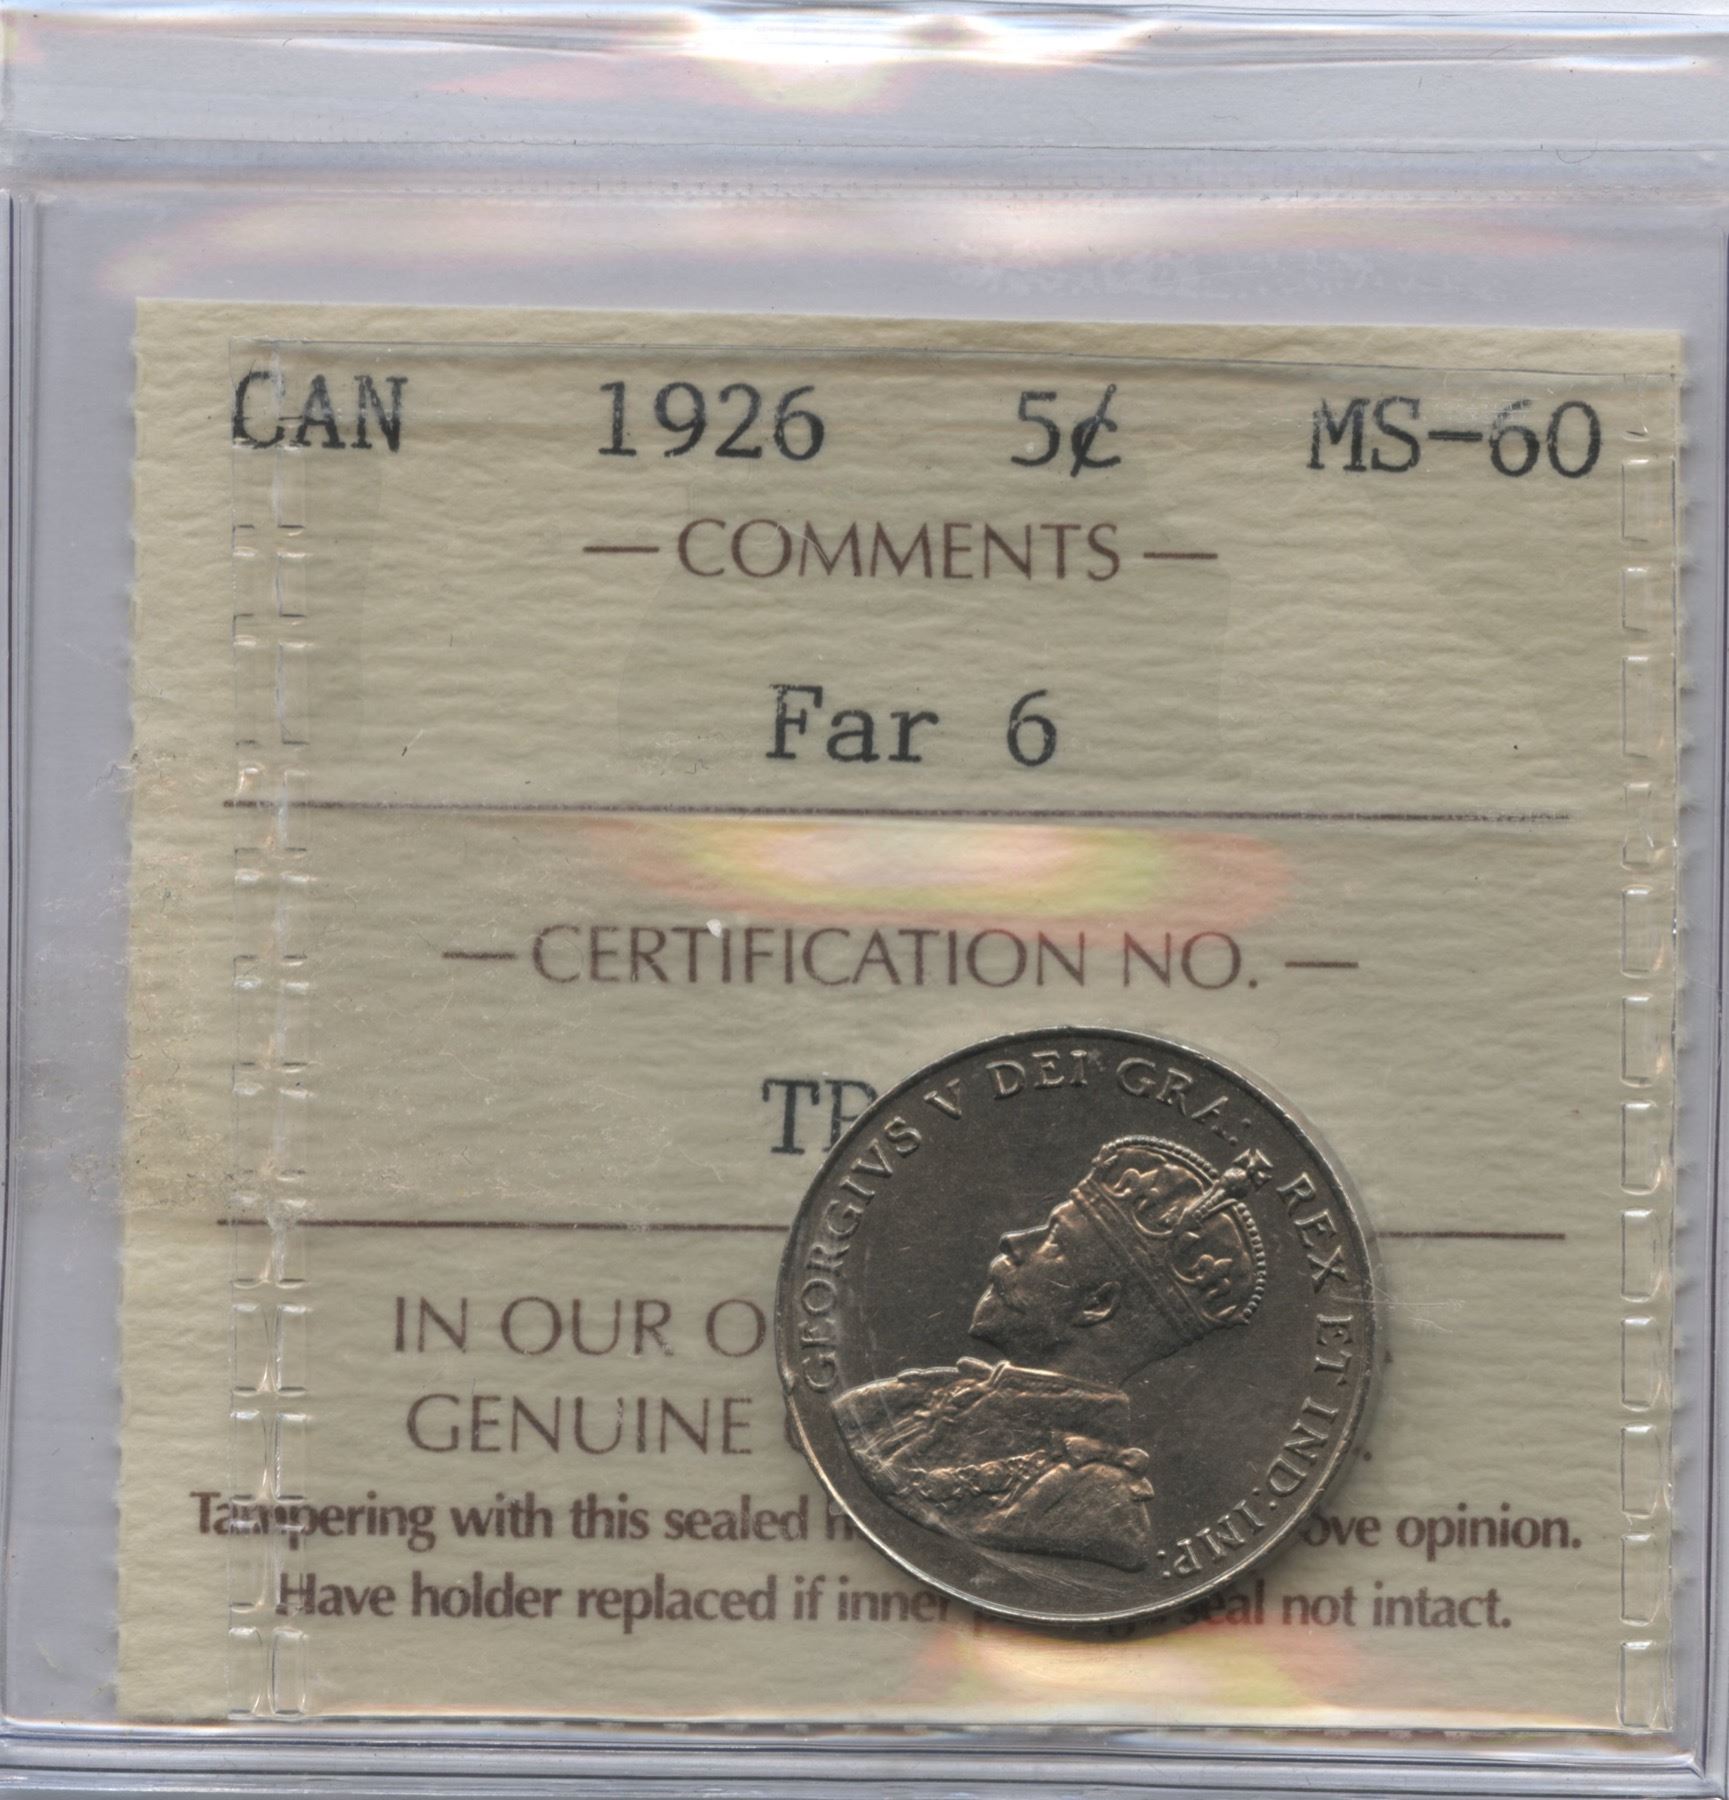 CAN 1926 5¢ MS-60
— COMMENTS —
Far 6
— CERTIFICATION NO. —
GEORGIVS V DEI GRA: REX ET IND: IMP:
IN OUR
GENUINE
Tampering with this sealed ove opinion.
Have holder replaced if inner seal not intact.